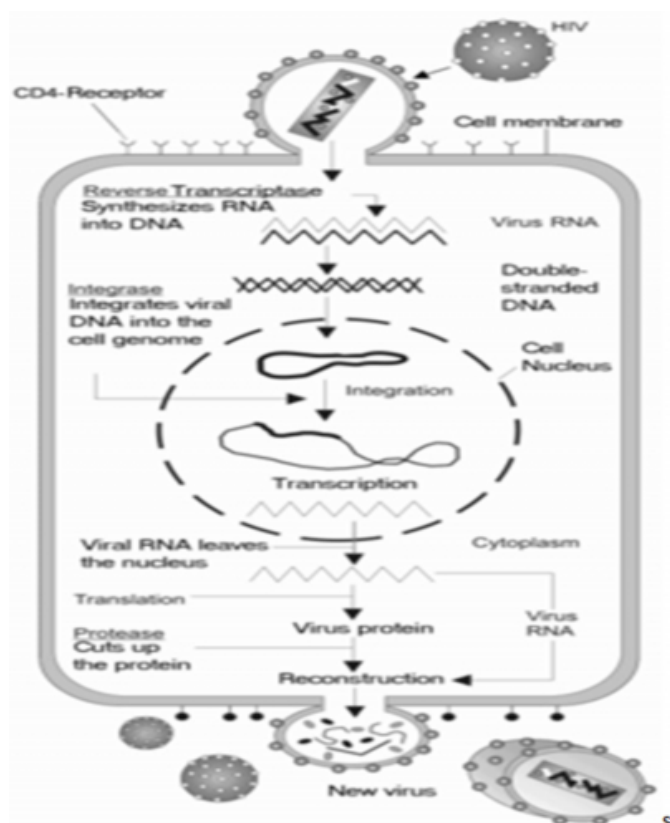 HIV
CD4-Receptor
Cell membrane
Reverse Transcriptase
Synthesizes RNA
into DNA
Virus RNA
Double-
stranded
DNA
Integrase
Integrates viral
DNA into the
cell genome
Cell
Nucleus
Integration
Transcription
Viral RNA leaves
the nucleus
Cytoplasm
Translation
Virus protein
Virus
RNA
Protease
Cuts up
the protein
Reconstruction
New virus